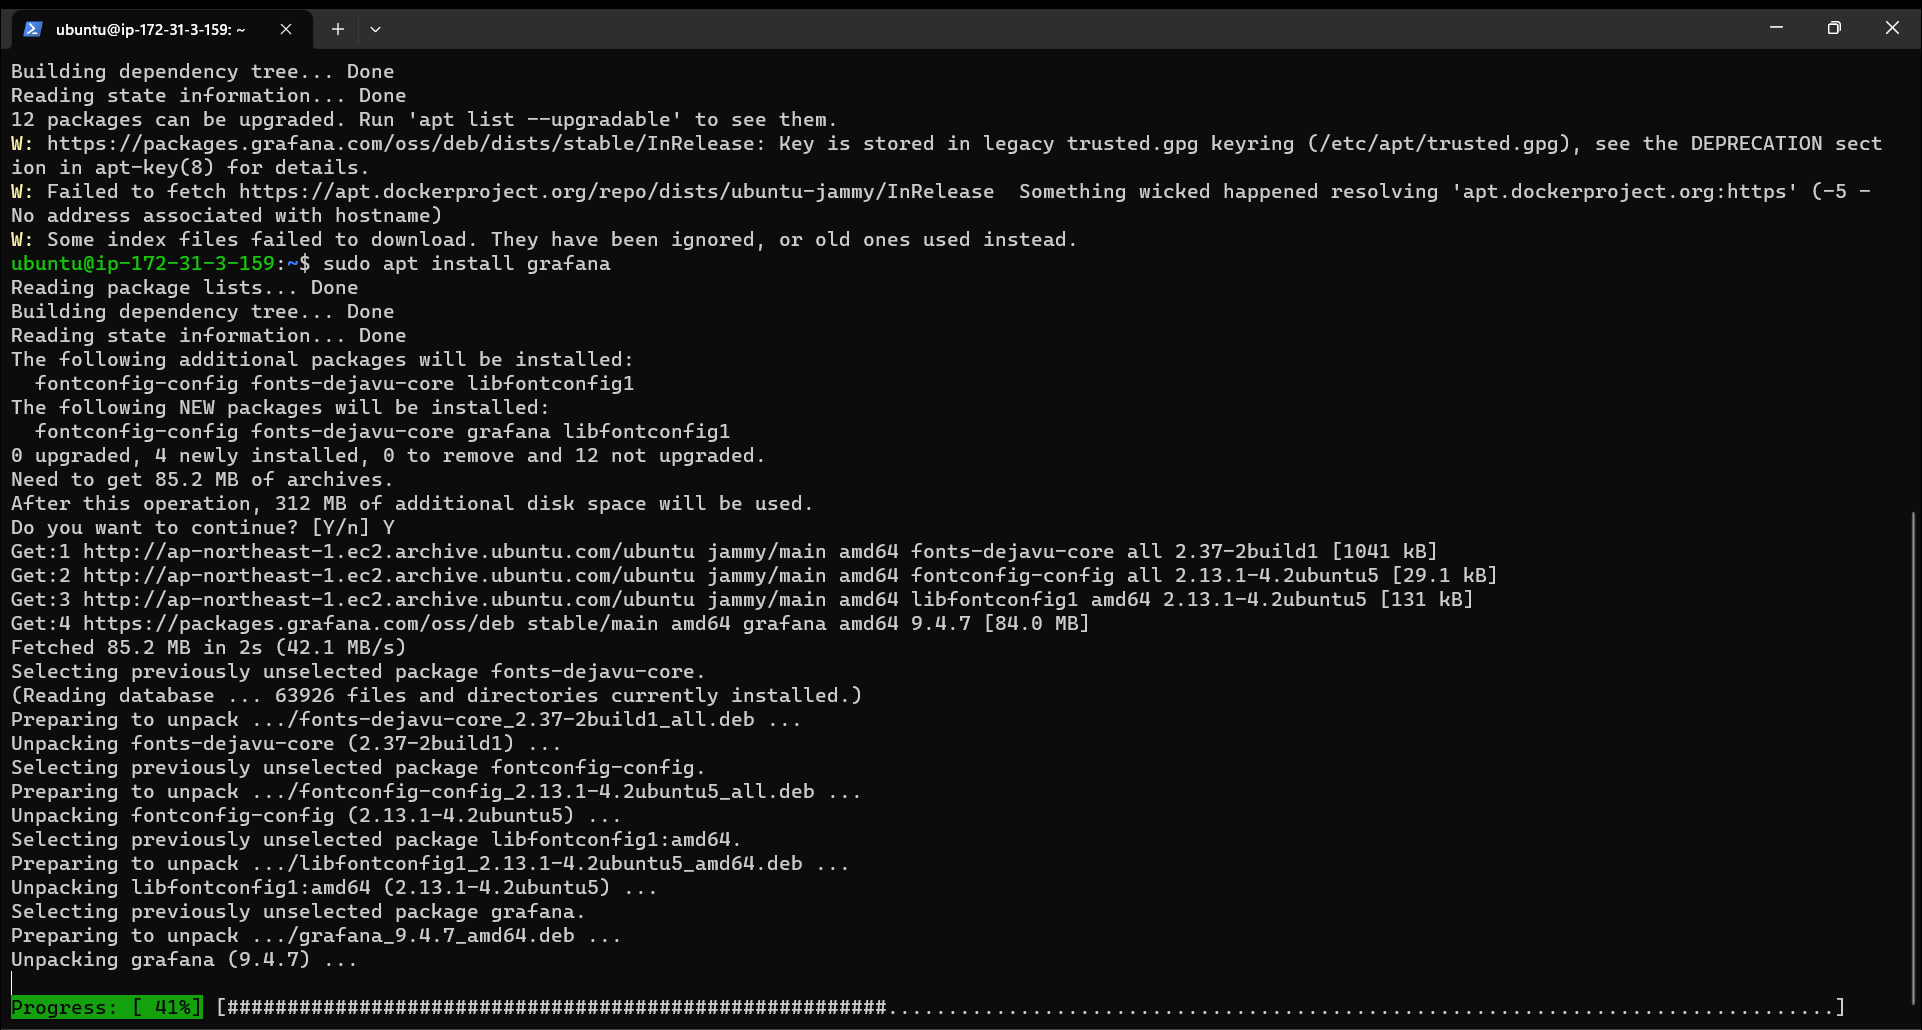 ubuntu@ip-172-31-3-159: ~
Building dependency tree... Done
Reading state information... Done
12 packages can be upgraded. Run 'apt list --upgradable' to see them.
W: https://packages.grafana.com/oss/deb/dists/stable/InRelease: Key is stored in legacy trusted.gpg keyring (/etc/apt/trusted.gpg), see the DEPRECATION sect
ion in apt-key(8) for details.
W: Failed to fetch https://apt.dockerproject.org/repo/dists/ubuntu-jammy/InRelease  Something wicked happened resolving 'apt.dockerproject.org:https' (-5 -
No address associated with hostname)
W: Some index files failed to download. They have been ignored, or old ones used instead.
ubuntu@ip-172-31-3-159:~$ sudo apt install grafana
Reading package lists... Done
Building dependency tree... Done
Reading state information... Done
The following additional packages will be installed:
  fontconfig-config fonts-dejavu-core libfontconfig1
The following NEW packages will be installed:
  fontconfig-config fonts-dejavu-core grafana libfontconfig1
0 upgraded, 4 newly installed, 0 to remove and 12 not upgraded.
Need to get 85.2 MB of archives.
After this operation, 312 MB of additional disk space will be used.
Do you want to continue? [Y/n] Y
Get:1 http://ap-northeast-1.ec2.archive.ubuntu.com/ubuntu jammy/main amd64 fonts-dejavu-core all 2.37-2build1 [1041 kB]
Get:2 http://ap-northeast-1.ec2.archive.ubuntu.com/ubuntu jammy/main amd64 fontconfig-config all 2.13.1-4.2ubuntu5 [29.1 kB]
Get:3 http://ap-northeast-1.ec2.archive.ubuntu.com/ubuntu jammy/main amd64 libfontconfig1 amd64 2.13.1-4.2ubuntu5 [131 kB]
Get:4 https://packages.grafana.com/oss/deb stable/main amd64 grafana amd64 9.4.7 [84.0 MB]
Fetched 85.2 MB in 2s (42.1 MB/s)
Selecting previously unselected package fonts-dejavu-core.
(Reading database ... 63926 files and directories currently installed.)
Preparing to unpack .../fonts-dejavu-core_2.37-2build1_all.deb ...
Unpacking fonts-dejavu-core (2.37-2build1) ...
Selecting previously unselected package fontconfig-config.
Preparing to unpack .../fontconfig-config_2.13.1-4.2ubuntu5_all.deb ...
Unpacking fontconfig-config (2.13.1-4.2ubuntu5) ...
Selecting previously unselected package libfontconfig1:amd64.
Preparing to unpack .../libfontconfig1_2.13.1-4.2ubuntu5_amd64.deb ...
Unpacking libfontconfig1:amd64 (2.13.1-4.2ubuntu5) ...
Selecting previously unselected package grafana.
Preparing to unpack .../grafana_9.4.7_amd64.deb ...
Unpacking grafana (9.4.7) ...
Progress: [ 41%] [#######################################################...............................................................................]